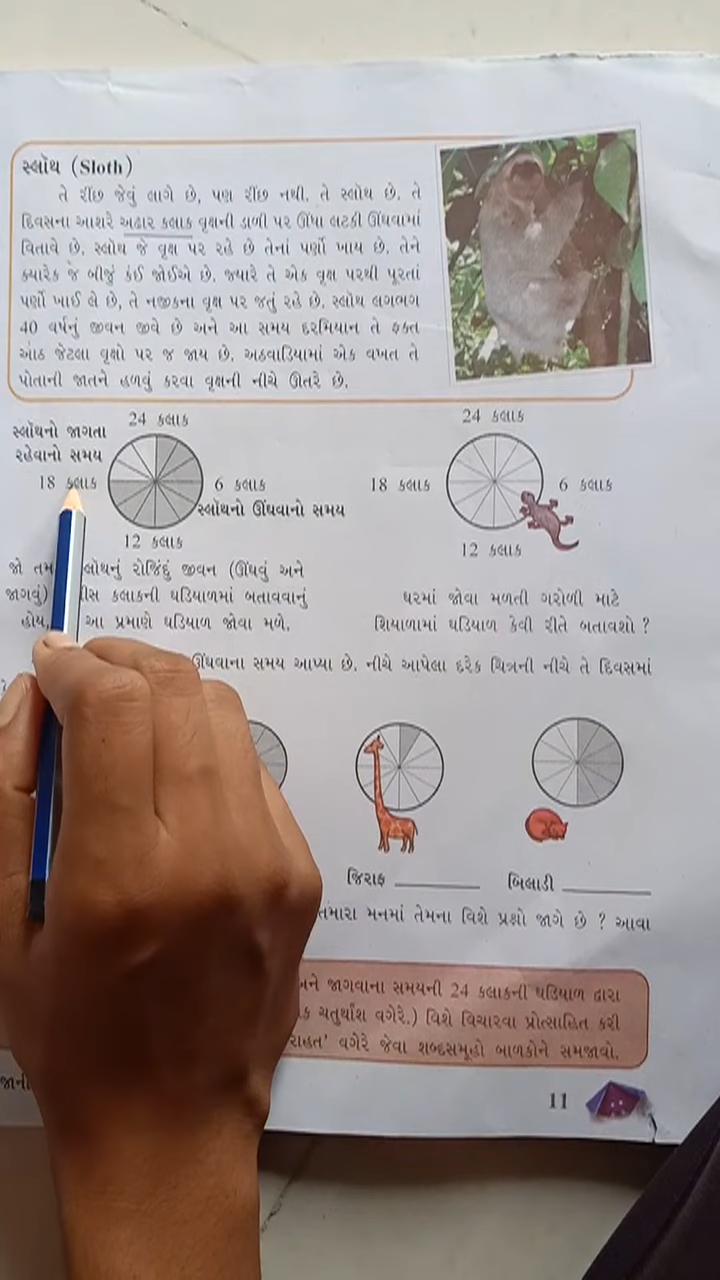 સ્લૉથ (Sloth)
તે રીંછ જેવું લાગે છે, પણ રીંછ નથી. તે સ્લૉથ છે. તે
દિવસના આશરે અઢાર કલાક વૃક્ષની ડાળી પર ઊંધા લટકી ઊંઘવામાં
વિતાવે છે. સ્લૉથ જે વૃક્ષ પર રહે છે તેનાં પર્ણો ખાય છે. તેને
ક્યારેક જ બીજું કંઈ જોઈએ છે. જ્યારે તે એક વૃક્ષ પરથી પૂરતાં
પર્ણો ખાઈ લે છે, તે નજીકના વૃક્ષ પર જતું રહે છે. સ્લૉથ લગભગ
40 વર્ષનું જીવન જીવે છે અને આ સમય દરમિયાન તે ફક્ત
આઠ જેટલા વૃક્ષો પર જ જાય છે. અઠવાડિયામાં એક વખત તે
પોતાની જાતને હળવું કરવા વૃક્ષની નીચે ઊતરે છે.
સ્લૉથનો જાગતા
રહેવાનો સમય
24 કલાક
18 કલાક
6 કલાક
સ્લૉથનો ઊંઘવાનો સમય
12 કલાક
24 કલાક
18 કલાક
6 કલાક
12 કલાક
જો સ્લૉથનું રોજિંદું જીવન (ઊંઘવું અને
જાગવું) કલાકની ઘડિયાળમાં બતાવવાનું
હોય, આ પ્રમાણે ઘડિયાળ જોવા મળે.
ઘરમાં જોવા મળતી ગરોળી માટે
શિયાળામાં ઘડિયાળ કેવી રીતે બતાવશો ?
ઊંઘવાના સમય આપ્યા છે. નીચે આપેલા દરેક ચિત્રની નીચે તે દિવસમાં
જિરાફ
બિલાડી
તમારા મનમાં તેમના વિશે પ્રશ્નો જાગે છે ? આવા
અને જાગવાના સમયની 24 કલાકની ઘડિયાળ દ્વારા
ચતુર્થાંશ વગેરે.) વિશે વિચારવા પ્રોત્સાહિત કરી
વગેરે જેવા શબ્દસમૂહો બાળકોને સમજાવો.
11